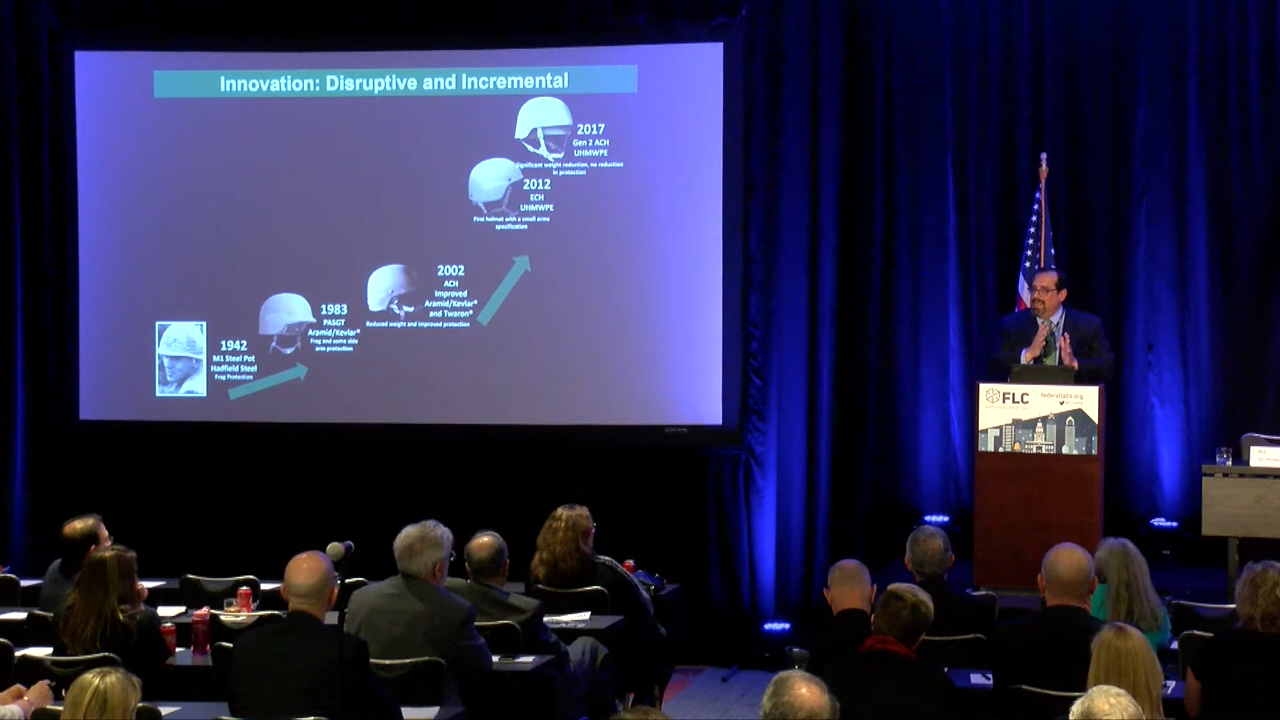 Innovation: Disruptive and Incremental
2017
Gen 2 ACH
UHMWPE
Significant weight reduction, no reduction
in protection
2012
ECH
UHMWPE
First helmet with a small arms
specification
2002
ACH
Improved
Aramid/Kevlar®
and Twaron®
Reduced weight and improved protection
1983
PASGT
Aramid/Kevlar®
Frag and some side
arm protection
1942
M1 Steel Pot
Hadfield Steel
Frag Protection
FLC
NATIONAL MEETING
federallabs.org